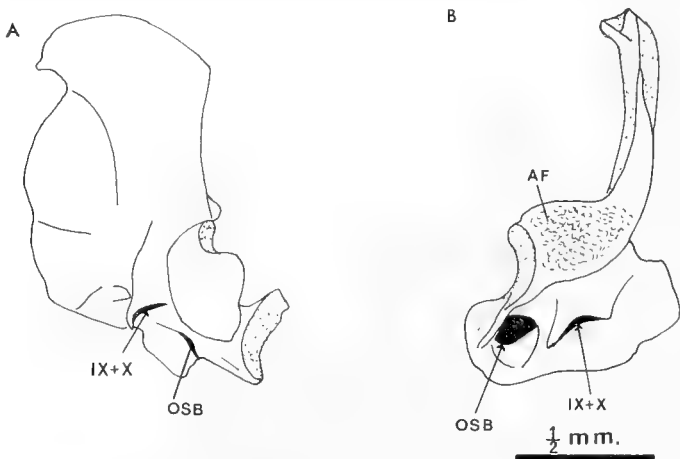 A
B
AF
IX+X
OSB
OSB
IX+X
½ mm.